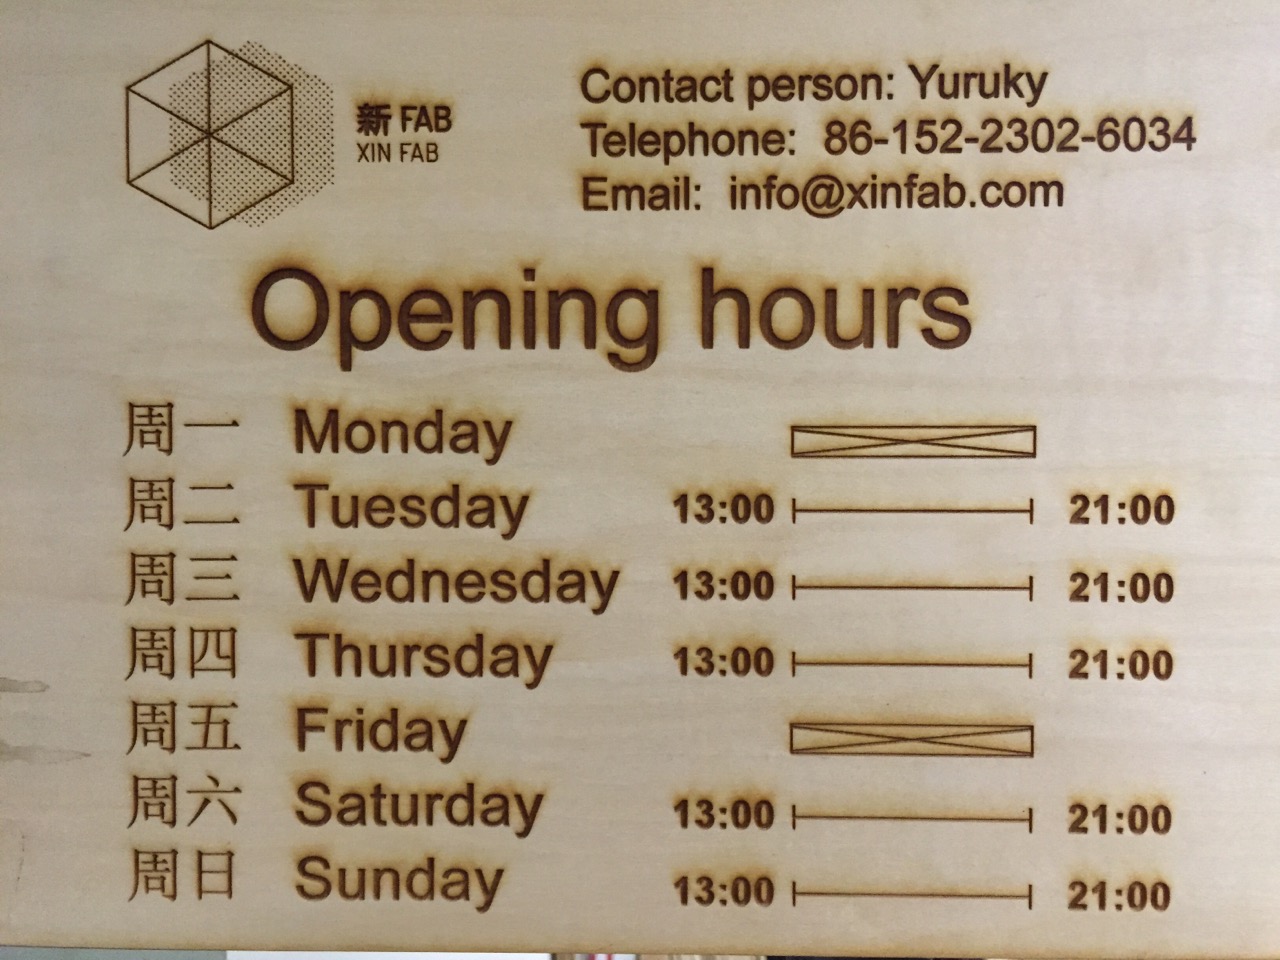 新 FAB
XIN FAB
Contact person: Yuruky
Telephone: 86-152-2302-6034
Email: info@xinfab.com
Opening hours
周一 Monday
周二 Tuesday 13:00 21:00
周三 Wednesday 13:00 21:00
周四 Thursday 13:00 21:00
周五 Friday
周六 Saturday 13:00 21:00
周日 Sunday 13:00 21:00